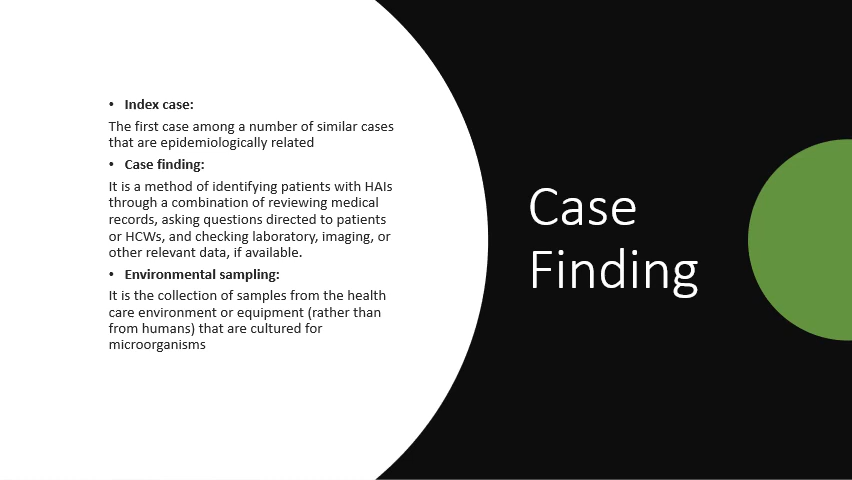 • Index case:
The first case among a number of similar cases
that are epidemiologically related
• Case finding:
It is a method of identifying patients with HAIs
through a combination of reviewing medical
records, asking questions directed to patients
or HCWs, and checking laboratory, imaging, or
other relevant data, if available.
• Environmental sampling:
It is the collection of samples from the health
care environment or equipment (rather than
from humans) that are cultured for
microorganisms
Case
Finding